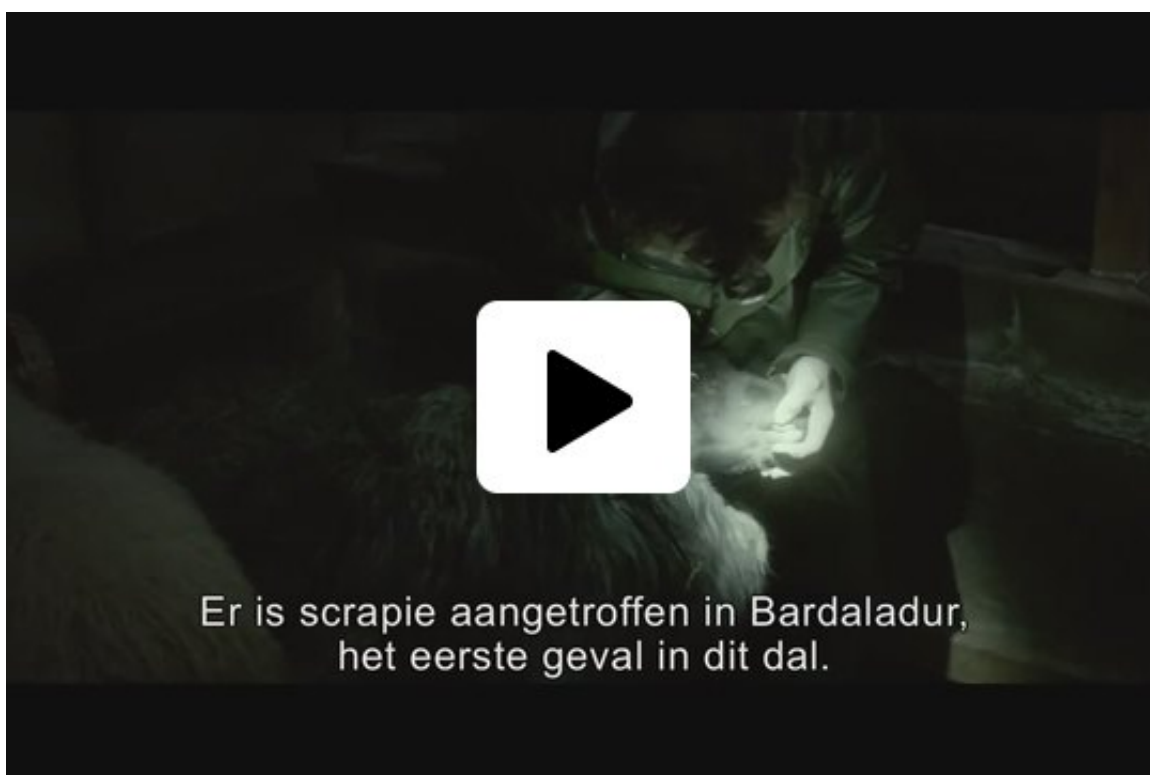 Er is scrapie aangetroffen in Bardaladur,
het eerste geval in dit dal.